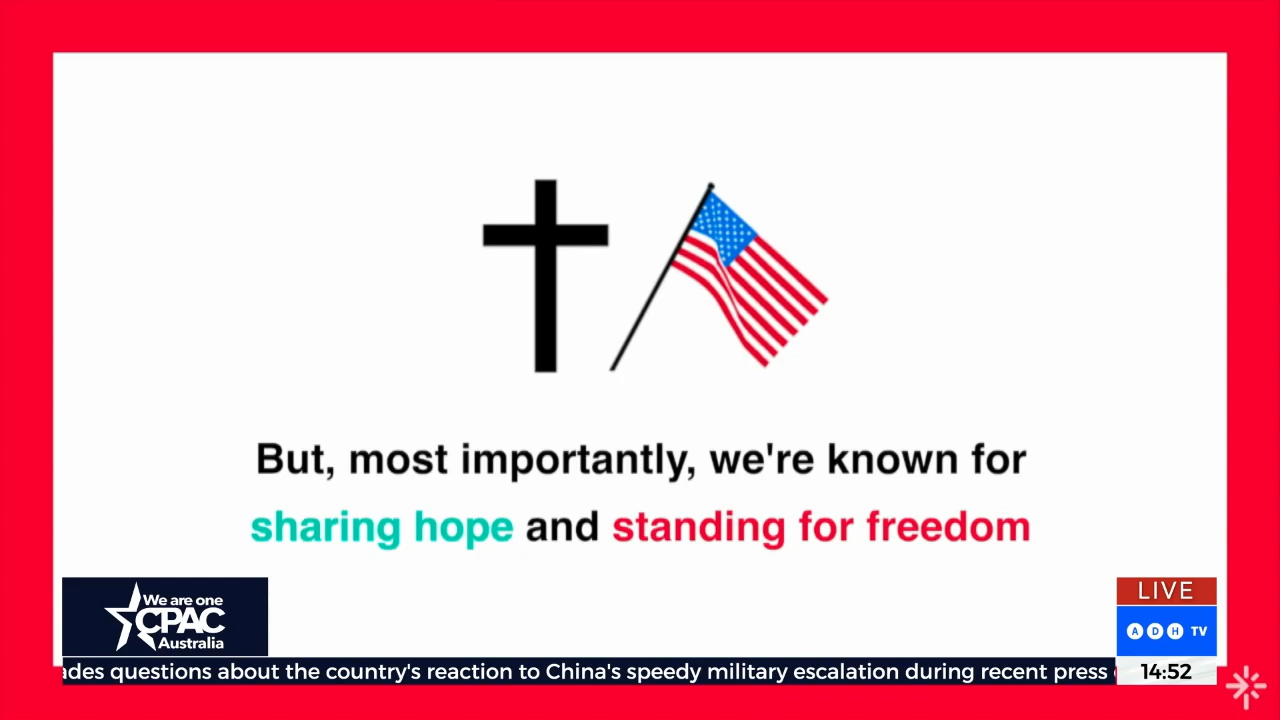 But, most importantly, we're known for
sharing hope and standing for freedom
We are one
CPAC
Australia
LIVE
ADH TV
questions about the country's reaction to China's speedy military escalation during recent press
14:52